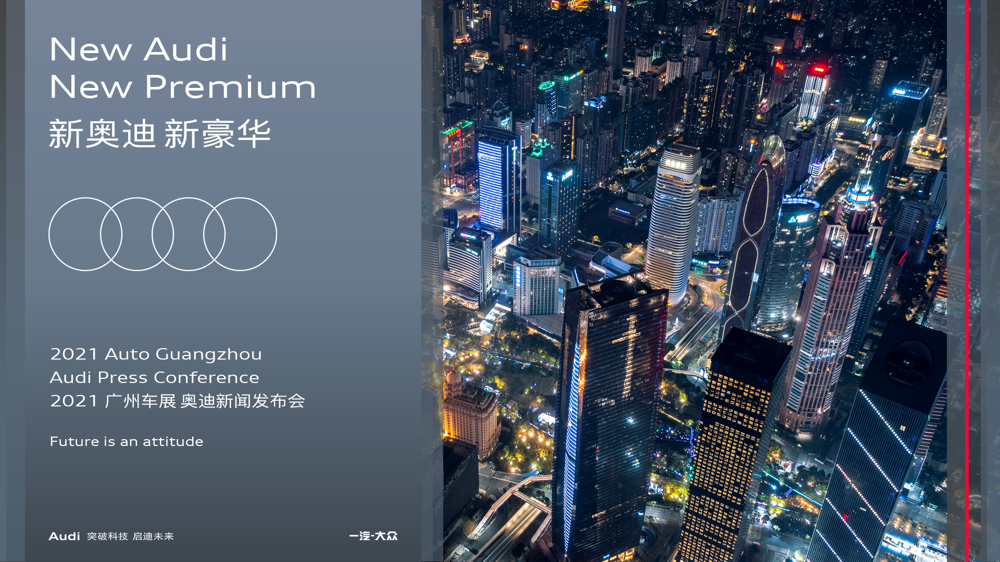 New Audi
New Premium
新奥迪 新豪华
2021 Auto Guangzhou
Audi Press Conference
2021 广州车展 奥迪新闻发布会
Future is an attitude
Audi 突破科技 启迪未来
一汽-大众